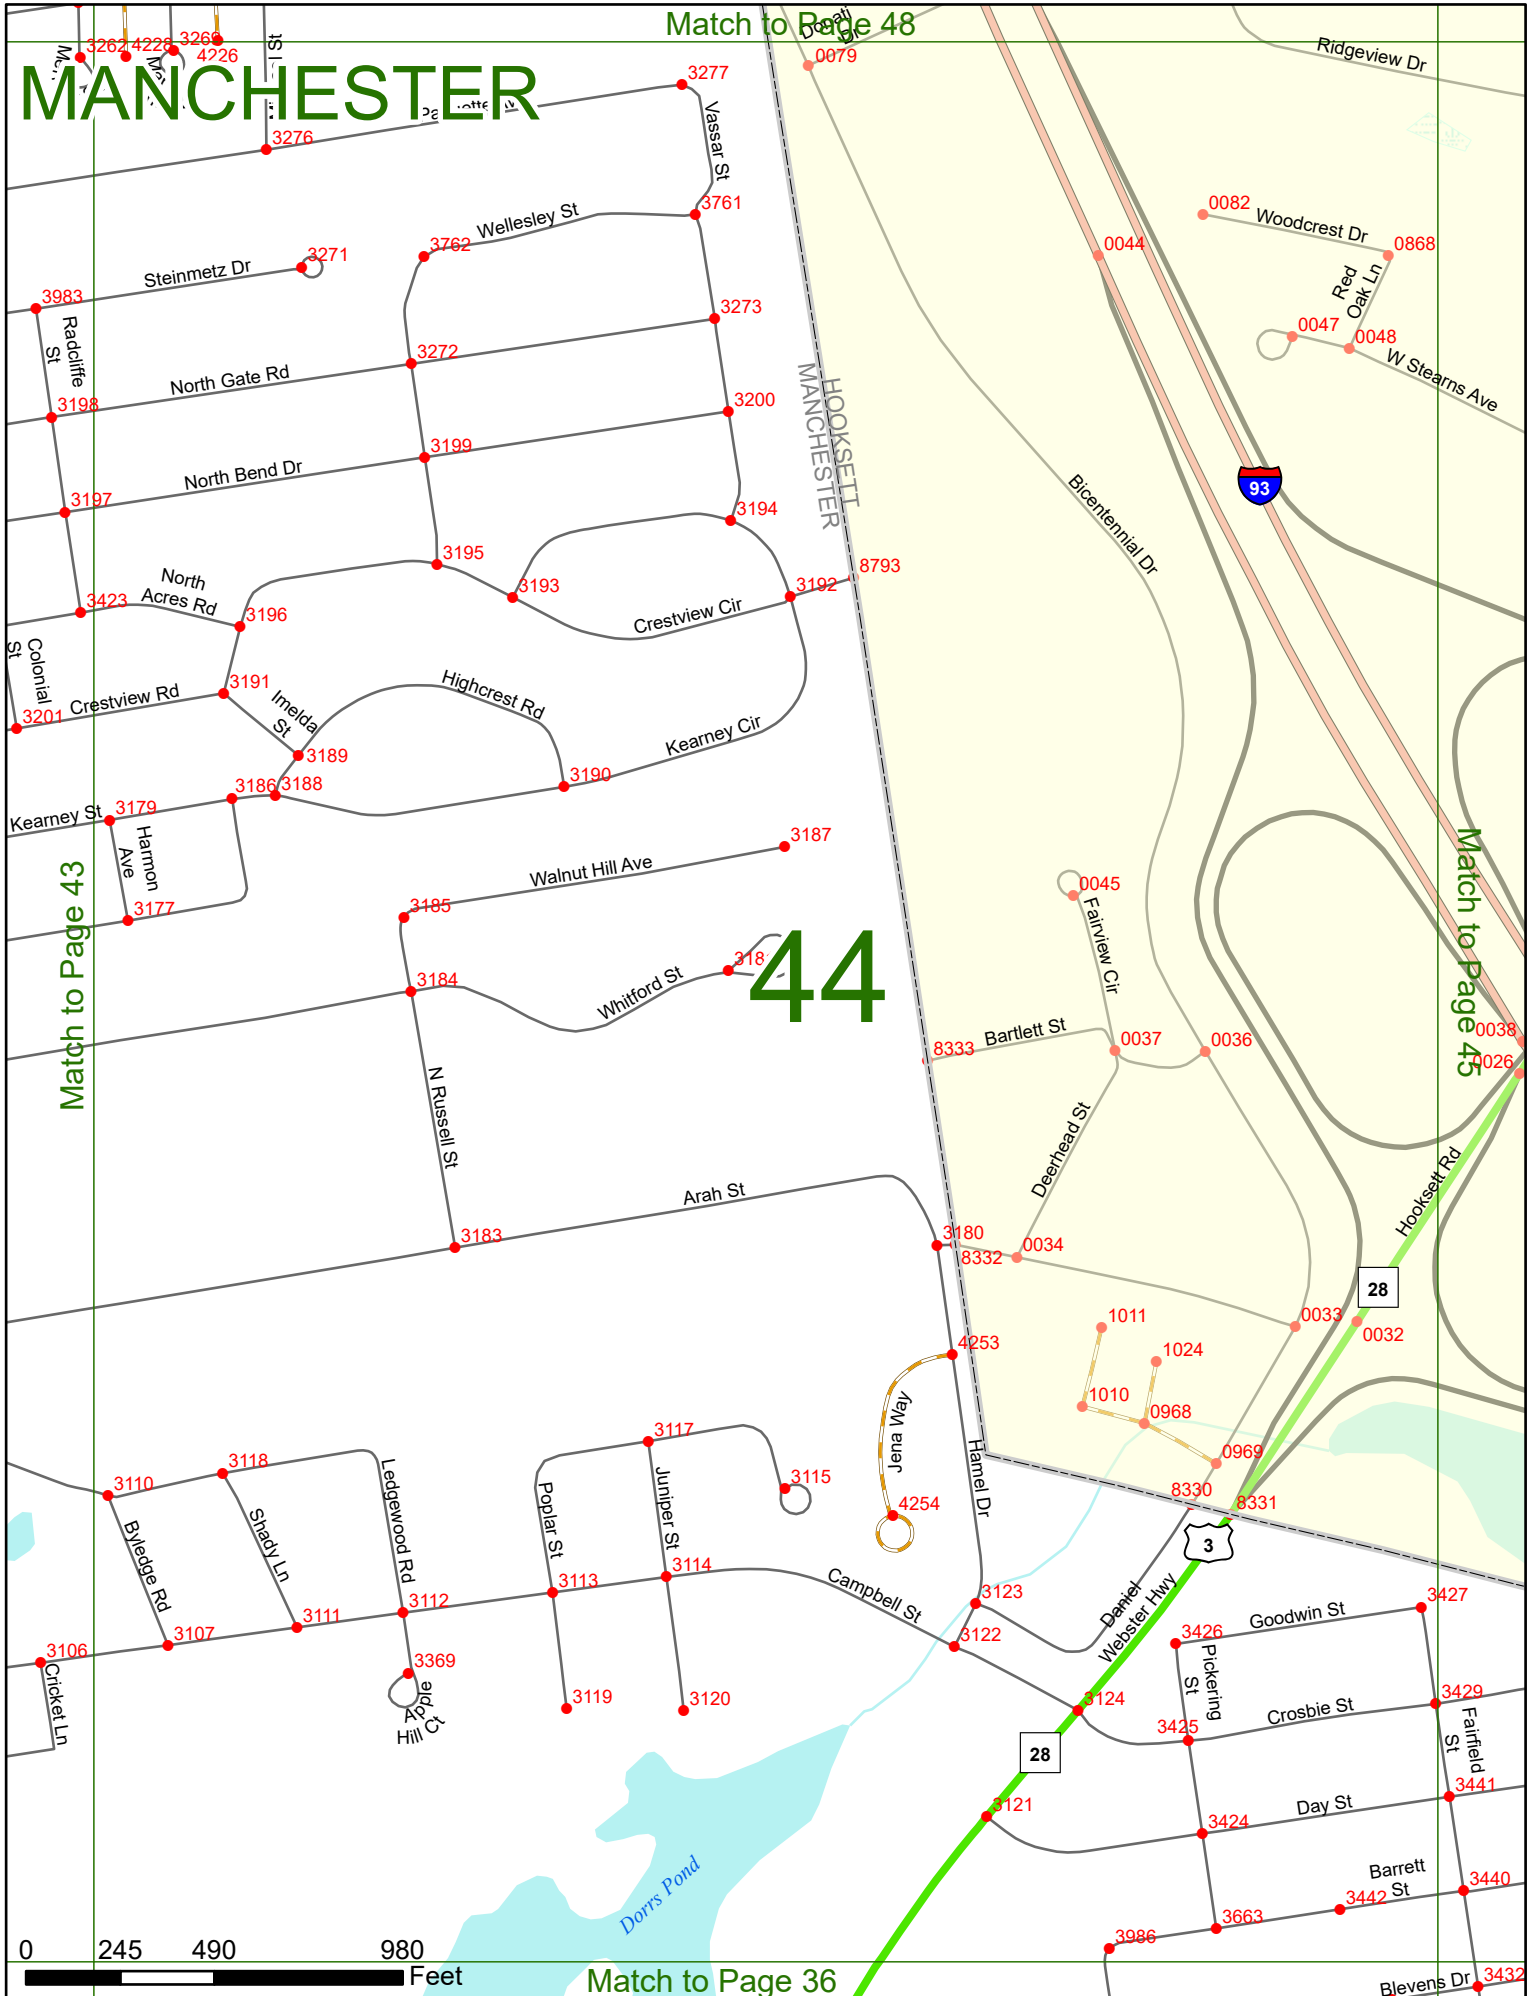 Match to Page 48
MANCHESTER
3262
4228
3269
4226
Donati
Dr
0079
Ridgeview Dr
3277
3276
Vassar St
3761
Wellesley St
3762
0082
Woodcrest Dr
0868
0044
Red
Oak Ln
Steinmetz Dr
3271
3983
Radcliffe
St
3273
0047
0048
W Stearns Ave
3272
North Gate Rd
HOOKSETT
MANCHESTER
3198
3200
3199
North Bend Dr
93
3197
3194
Bicentennial Dr
3195
8793
North
Acres Rd
3193
3192
3423
3196
Crestview Cir
Colonial
St
3191
Crestview Rd
Imelda
St
Highcrest Rd
3201
Kearney Cir
3189
3190
3186
3188
3179
Kearney St
Harmon
Ave
3187
Match to Page 45
Match to Page 43
Walnut Hill Ave
0045
Fairview Cir
3177
3185
44
3184
Whitford St
Bartlett St
8333
0037
0036
0038
0026
N Russell St
Deerhead St
Hooksett Rd
Arah St
3183
3180
8332
0034
28
0033
0032
1011
4253
1024
1010
0968
Jena Way
Hamel Dr
3117
0969
3118
3110
Ledgewood Rd
3115
Poplar St
Juniper St
4254
8330
8331
3
Byledge Rd
Shady Ln
3114
3113
Campbell St
3123
Daniel
Webster Hwy
3427
Goodwin St
3112
3111
3107
3106
3122
3426
Pickering
St
Cricket Ln
3369
Apple
Hill Ct
3119
3120
3124
3429
Crosbie St
3425
Fairfield
St
28
3441
3121
Day St
3424
Barrett
St
Dorrs Pond
3440
3442
3663
3986
0
245
490
980
Feet
Match to Page 36
Blevens Dr
3432